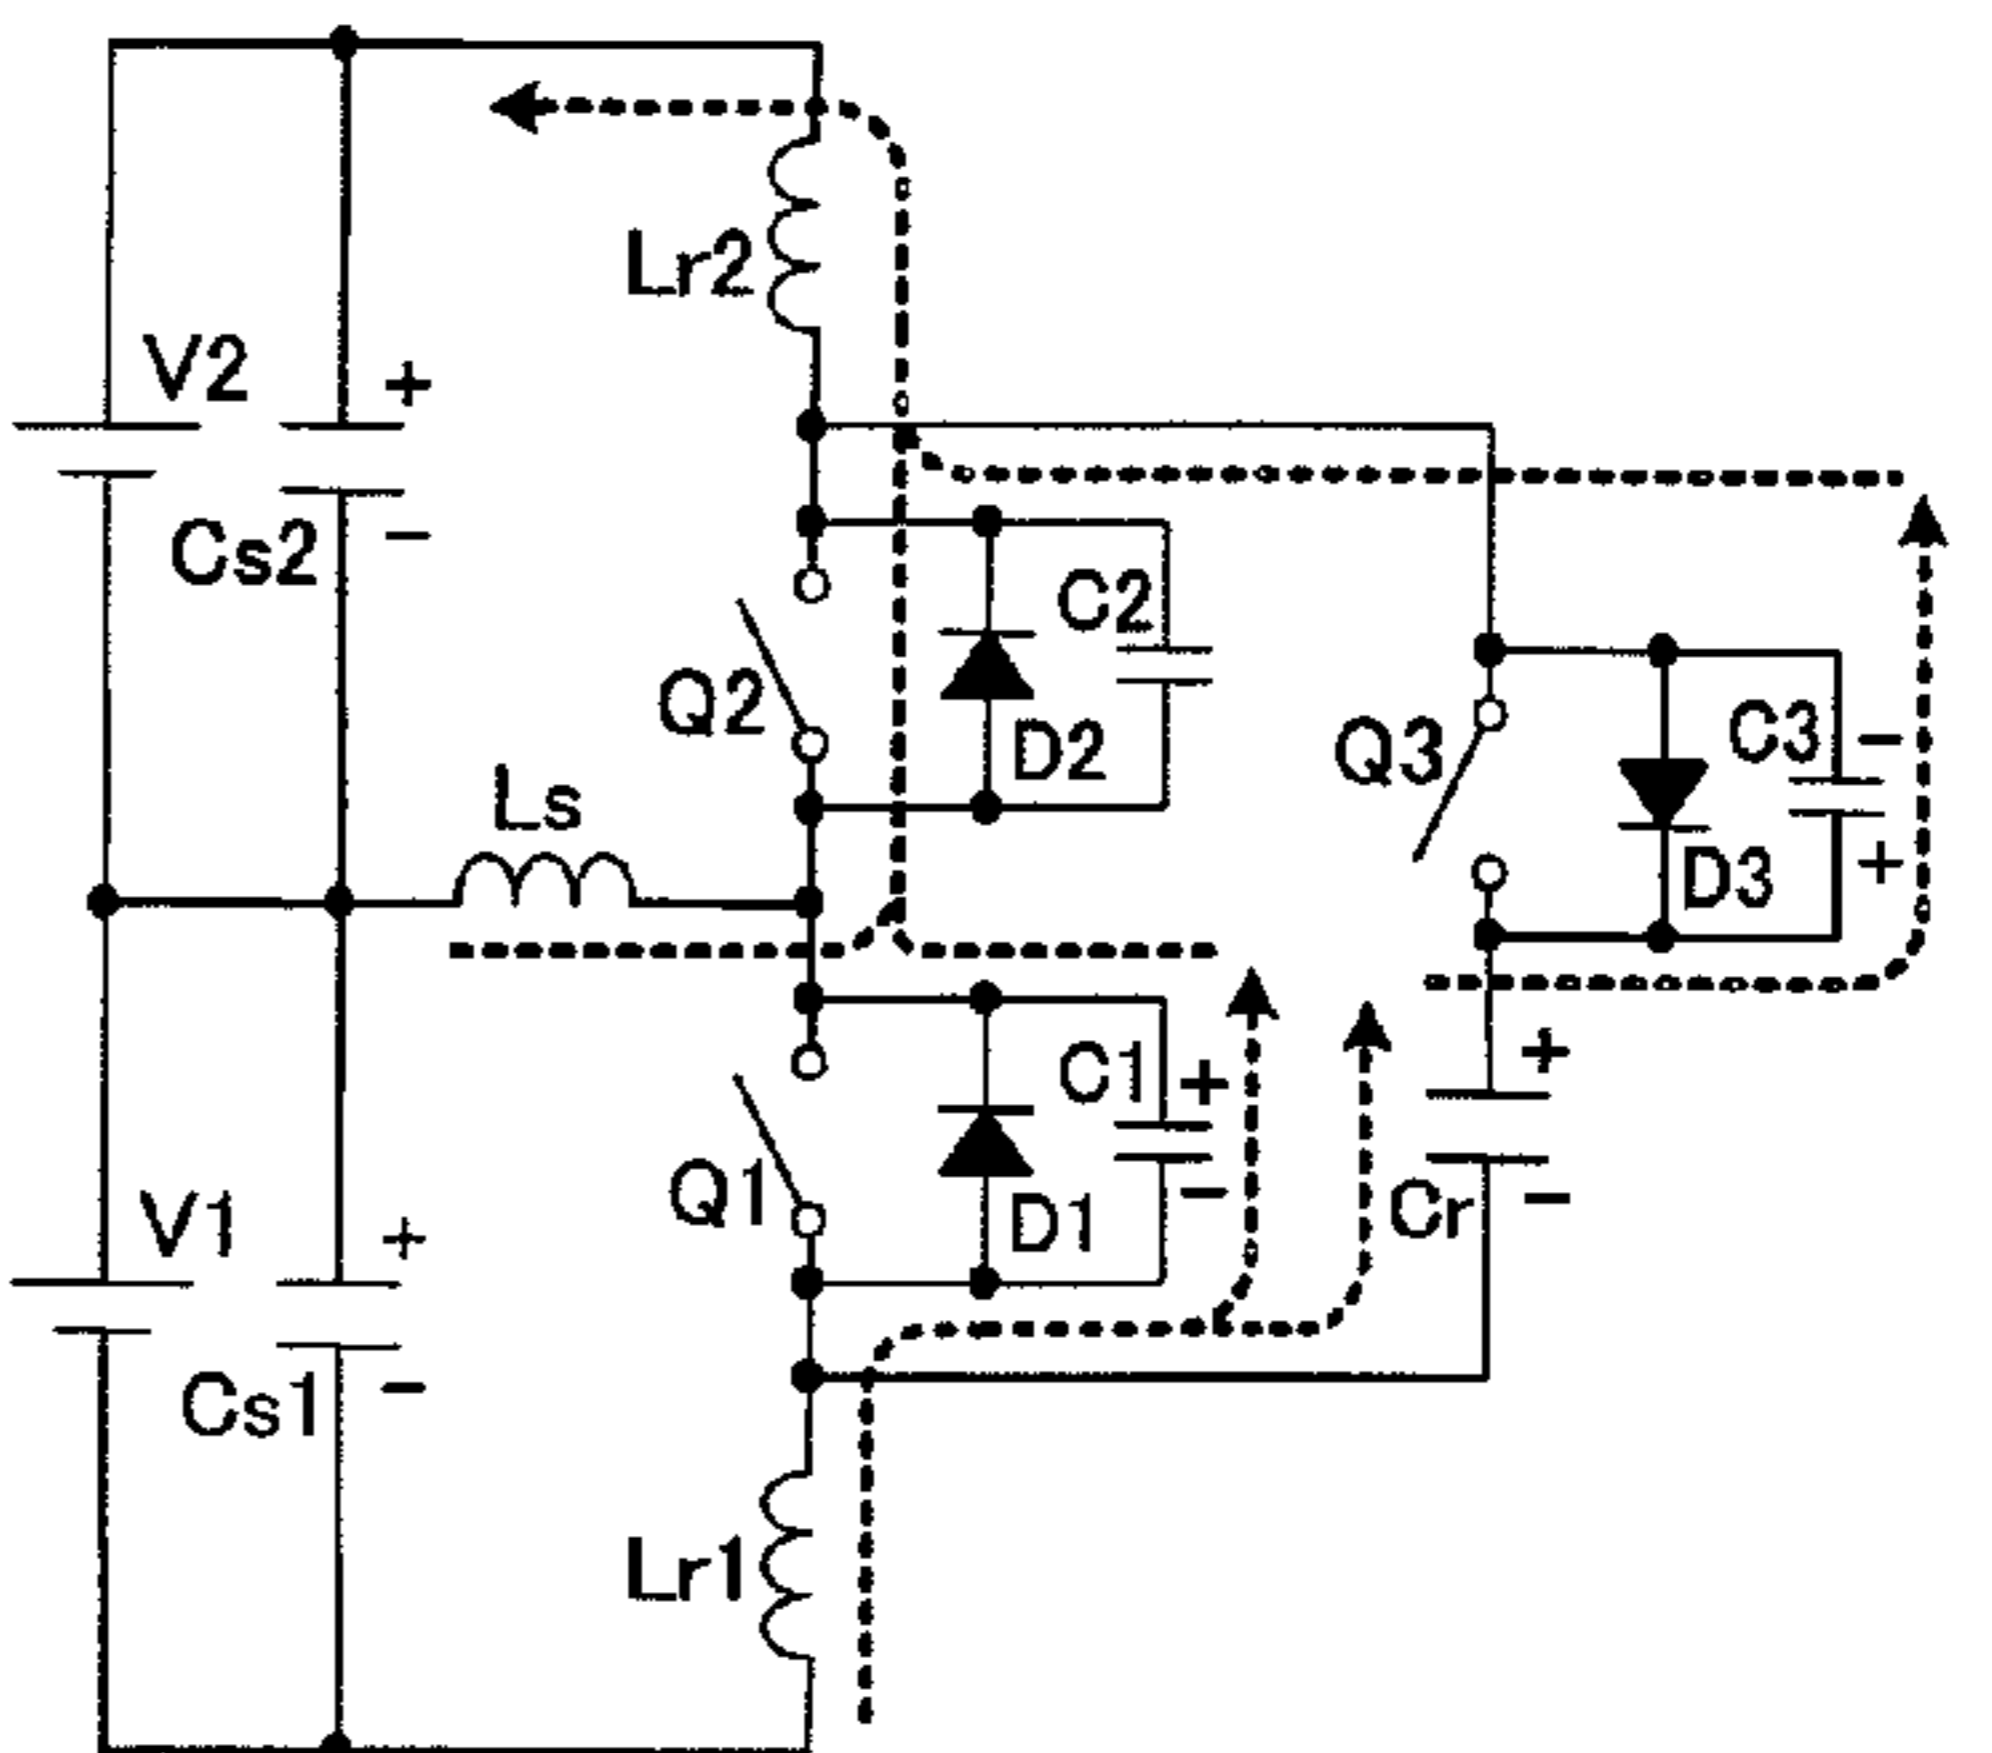 Lr2
V2
+
Cs2
-
C2
Q2
D2
Ls
Q3
C3
-
D3
+
C1
+
-
Q1
D1
+
Cr
-
V1
+
Cs1
-
Lr1